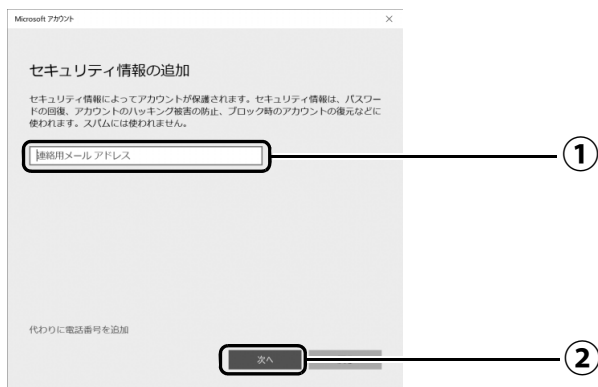 Microsoft アカウント
セキュリティ情報の追加
セキュリティ情報によってアカウントが保護されます。セキュリティ情報は、パスワー
ドの回復、アカウントのハッキング被害の防止、ブロック時のアカウントの復元などに
使われます。スパムには使われません。
連絡用メール アドレス
①
代わりに電話番号を追加
次へ
②